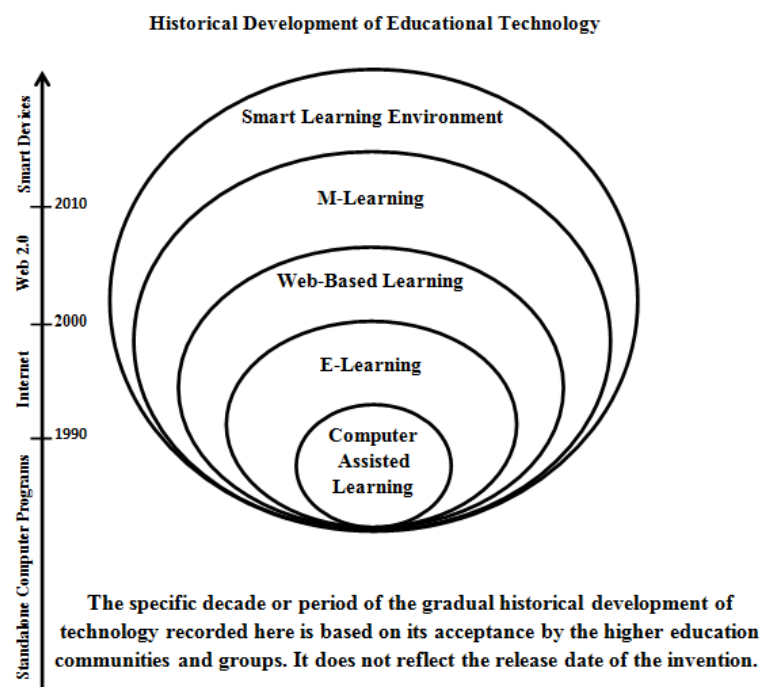 Historical Development of Educational Technology
Smart Devices
2010
Web 2.0
2000
Internet
1990
Standalone Computer Programs
Smart Learning Environment
M-Learning
Web-Based Learning
E-Learning
Computer
Assisted
Learning
The specific decade or period of the gradual historical development of
technology recorded here is based on its acceptance by the higher education
communities and groups. It does not reflect the release date of the invention.